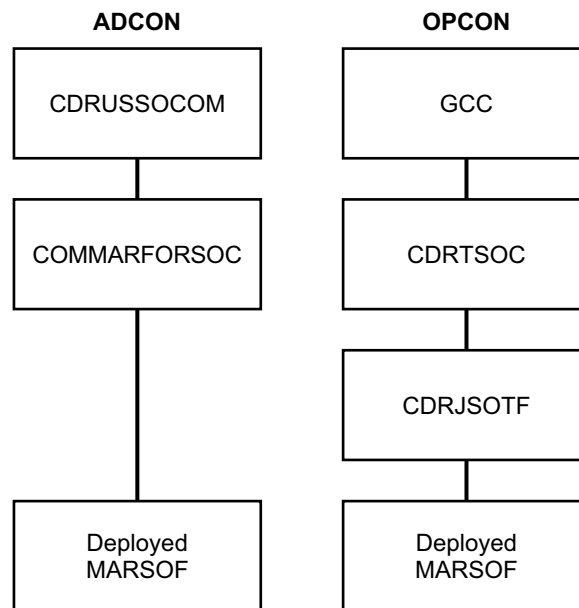 ADCON
CDRUSSOCOM
COMMARFORSOC
Deployed
MARSOF
OPCON
GCC
CDRTSOC
CDRJSOTF
Deployed
MARSOF